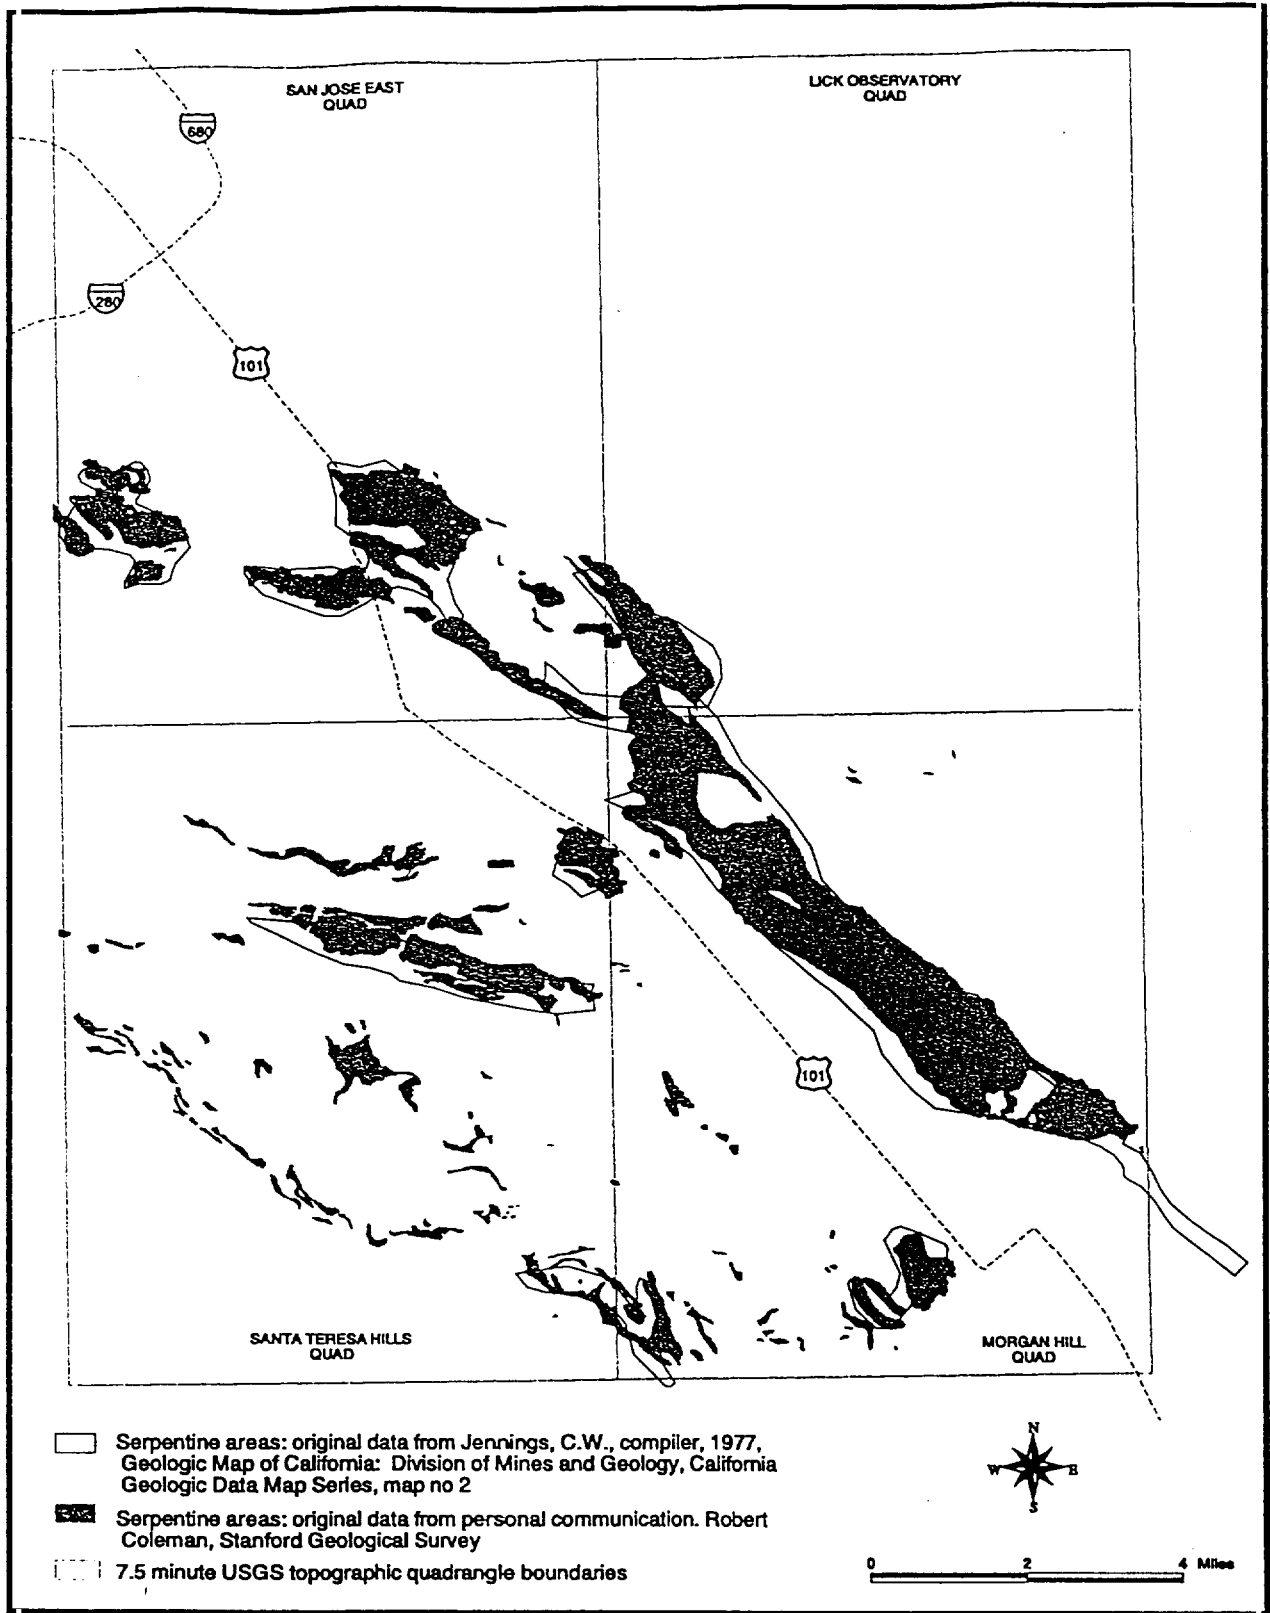 SAN JOSE EAST
QUAD
LICK OBSERVATORY
QUAD
680
280
101
101
SANTA TERESA HILLS
QUAD
MORGAN HILL
QUAD
Serpentine areas: original data from Jennings, C.W., compiler, 1977,
Geologic Map of California: Division of Mines and Geology, California
Geologic Data Map Series, map no 2
Serpentine areas: original data from personal communication. Robert
Coleman, Stanford Geological Survey
7.5 minute USGS topographic quadrangle boundaries
N
W E
S
0 2 4 Miles